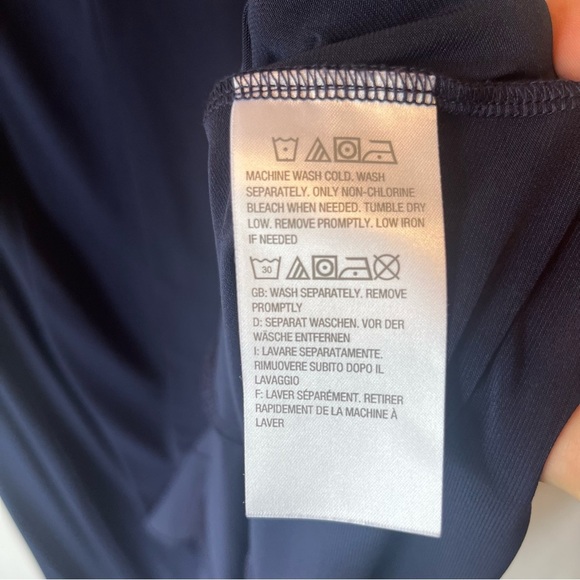 MACHINE WASH COLD. WASH
SEPARATELY. ONLY NON-CHLORINE
BLEACH WHEN NEEDED. TUMBLE DRY
LOW. REMOVE PROMPTLY. LOW IRON
IF NEEDED
30
GB: WASH SEPARATELY. REMOVE
PROMPTLY
D: SEPARAT WASCHEN. VOR DER
WÄSCHE ENTFERNEN
I: LAVARE SEPARATAMENTE.
RIMUOVERE SUBITO DOPO IL
LAVAGGIO
F: LAVER SÉPARÉMENT. RETIRER
RAPIDEMENT DE LA MACHINE À
LAVER